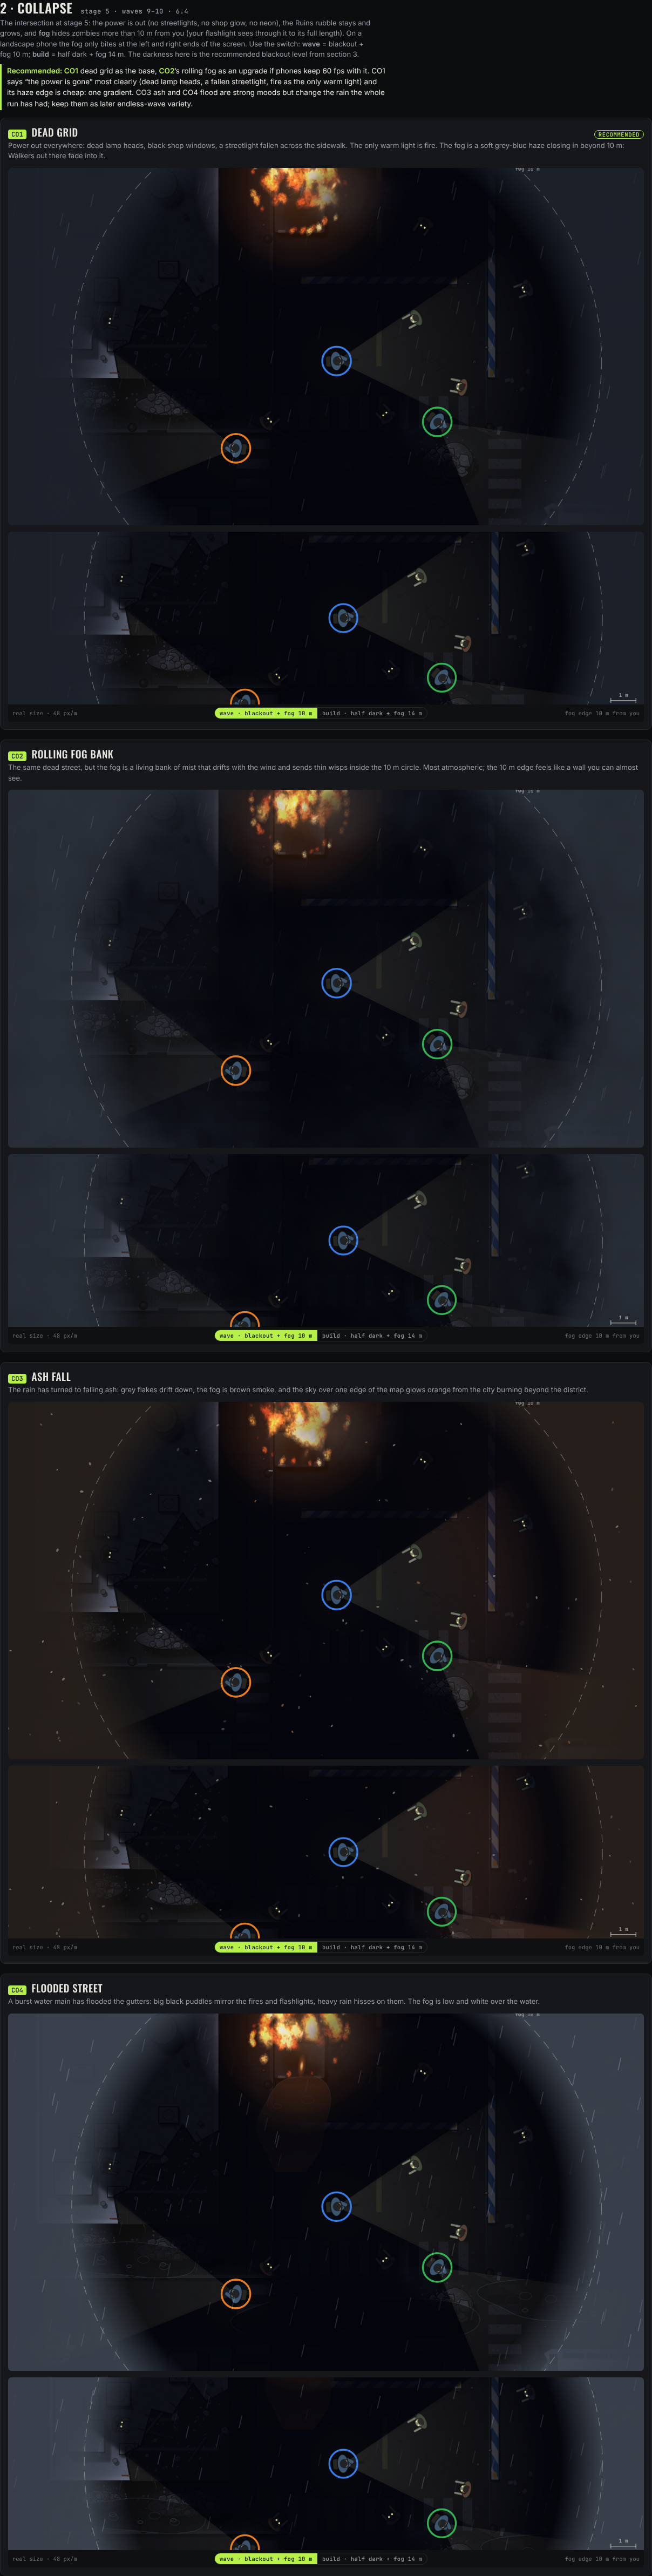 2 · COLLAPSE stage 5 · waves 9–10 · 6.4
The intersection at stage 5: the power is out (no streetlights, no shop glow, no neon), the Ruins rubble stays and
grows, and fog hides zombies more than 10 m from you (your flashlight sees through it to its full length). On a
landscape phone the fog only bites at the left and right ends of the screen. Use the switch: wave = blackout +
fog 10 m; build = half dark + fog 14 m. The darkness here is the recommended blackout level from section 3.
Recommended: CO1 dead grid as the base, CO2's rolling fog as an upgrade if phones keep 60 fps with it. CO1
says “the power is gone” most clearly (dead lamp heads, a fallen streetlight, fire as the only warm light) and
its haze edge is cheap: one gradient. CO3 ash and CO4 flood are strong moods but change the rain the whole
run has had; keep them as later endless-wave variety.
CO1 DEAD GRID RECOMMENDED
Power out everywhere: dead lamp heads, black shop windows, a streetlight fallen across the sidewalk. The only warm light is fire. The fog is a soft grey-blue haze closing in beyond 10 m:
Walkers out there fade into it.
fog 10 m
1 m
real size · 48 px/m wave · blackout + fog 10 m build · half dark + fog 14 m fog edge 10 m from you
CO2 ROLLING FOG BANK
The same dead street, but the fog is a living bank of mist that drifts with the wind and sends thin wisps inside the 10 m circle. Most atmospheric; the 10 m edge feels like a wall you can almost
see.
fog 10 m
1 m
real size · 48 px/m wave · blackout + fog 10 m build · half dark + fog 14 m fog edge 10 m from you
CO3 ASH FALL
The rain has turned to falling ash: grey flakes drift down, the fog is brown smoke, and the sky over one edge of the map glows orange from the city burning beyond the district.
fog 10 m
1 m
real size · 48 px/m wave · blackout + fog 10 m build · half dark + fog 14 m fog edge 10 m from you
CO4 FLOODED STREET
A burst water main has flooded the gutters: big black puddles mirror the fires and flashlights, heavy rain hisses on them. The fog is low and white over the water.
fog 10 m
1 m
real size · 48 px/m wave · blackout + fog 10 m build · half dark + fog 14 m fog edge 10 m from you